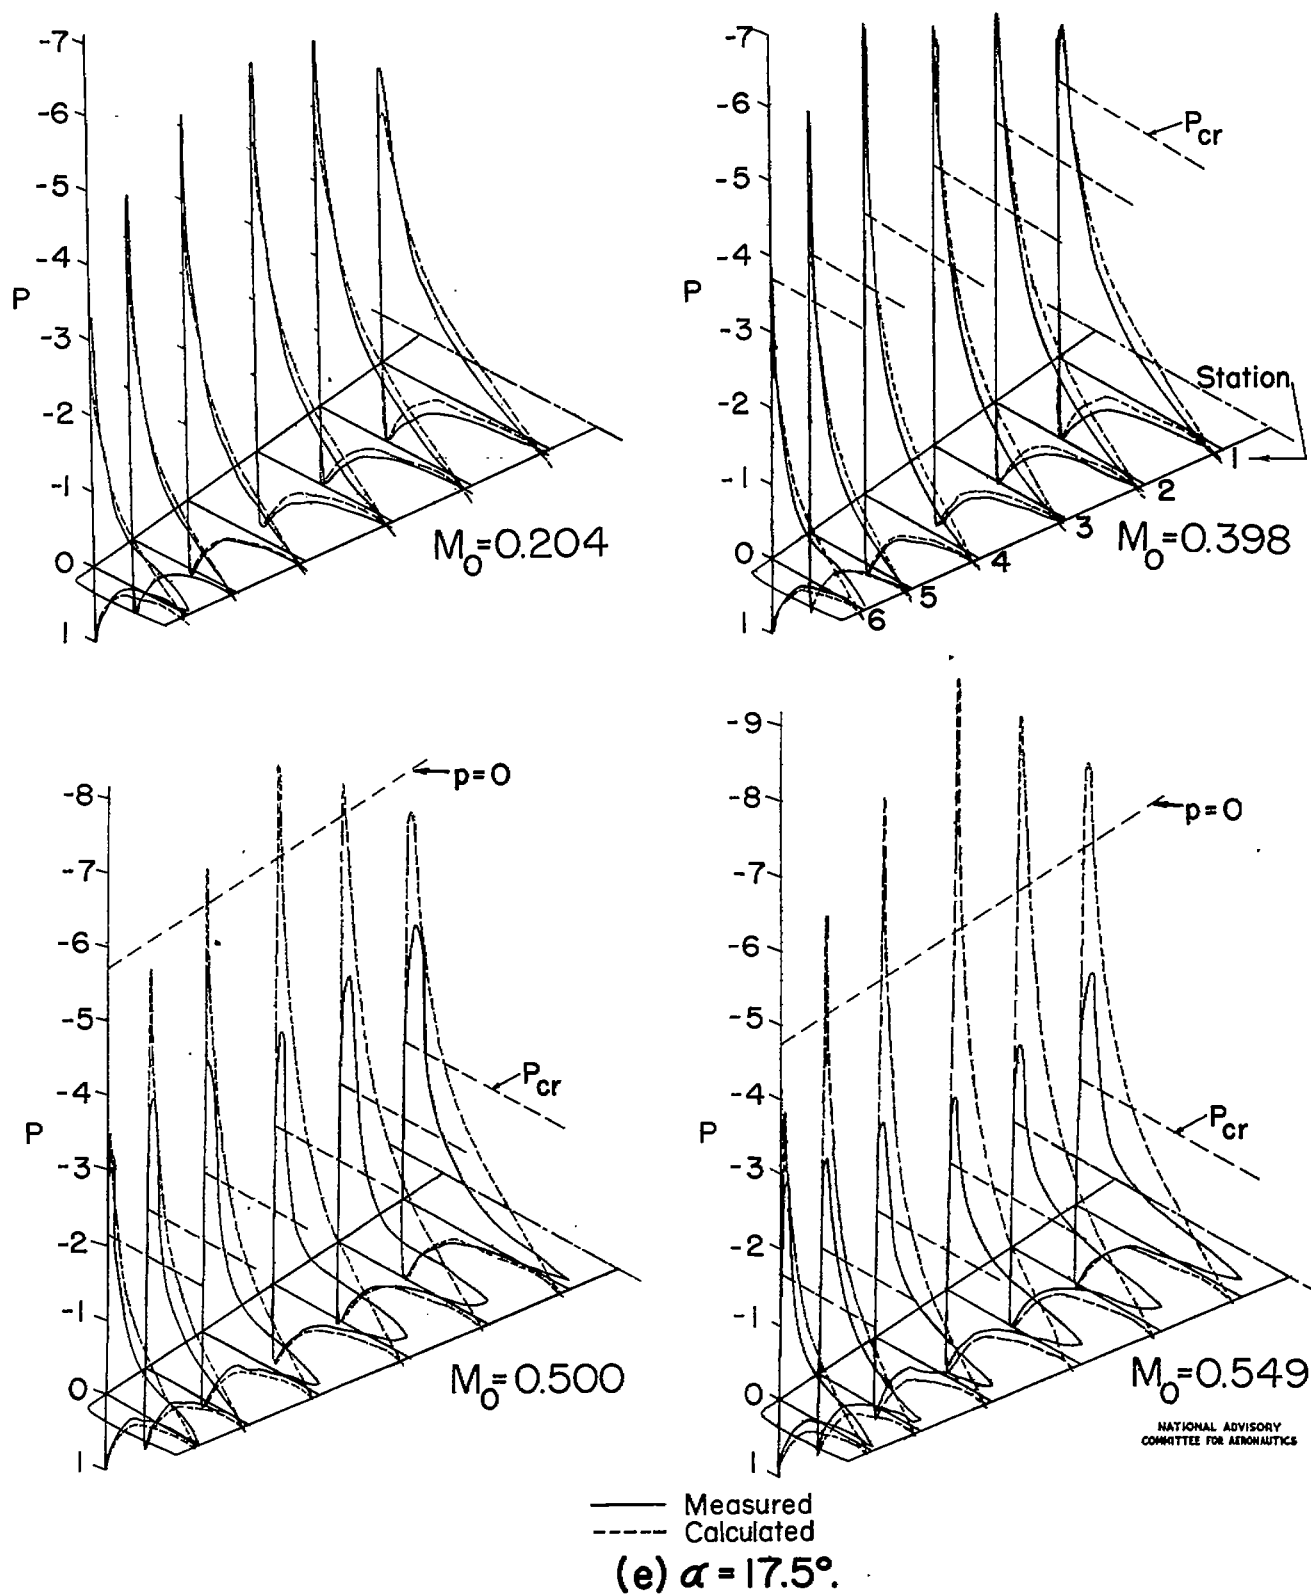 -7
-6
-5
-4
P
-3
-2
-1
0
1
M₀=0.204
-7
-6
P_cr
-5
-4
P
-3
Station
-2
-1
1
2
3
M₀=0.398
0
4
5
6
1
-8
p=0
-7
-6
-5
P_cr
-4
P
-3
-2
-1
0
M₀=0.500
1
-9
-8
p=0
-7
-6
-5
-4
P_cr
P
-3
-2
-1
0
M₀=0.549
1
NATIONAL ADVISORY
COMMITTEE FOR AERONAUTICS
Measured
Calculated
(e) α = 17.5°.